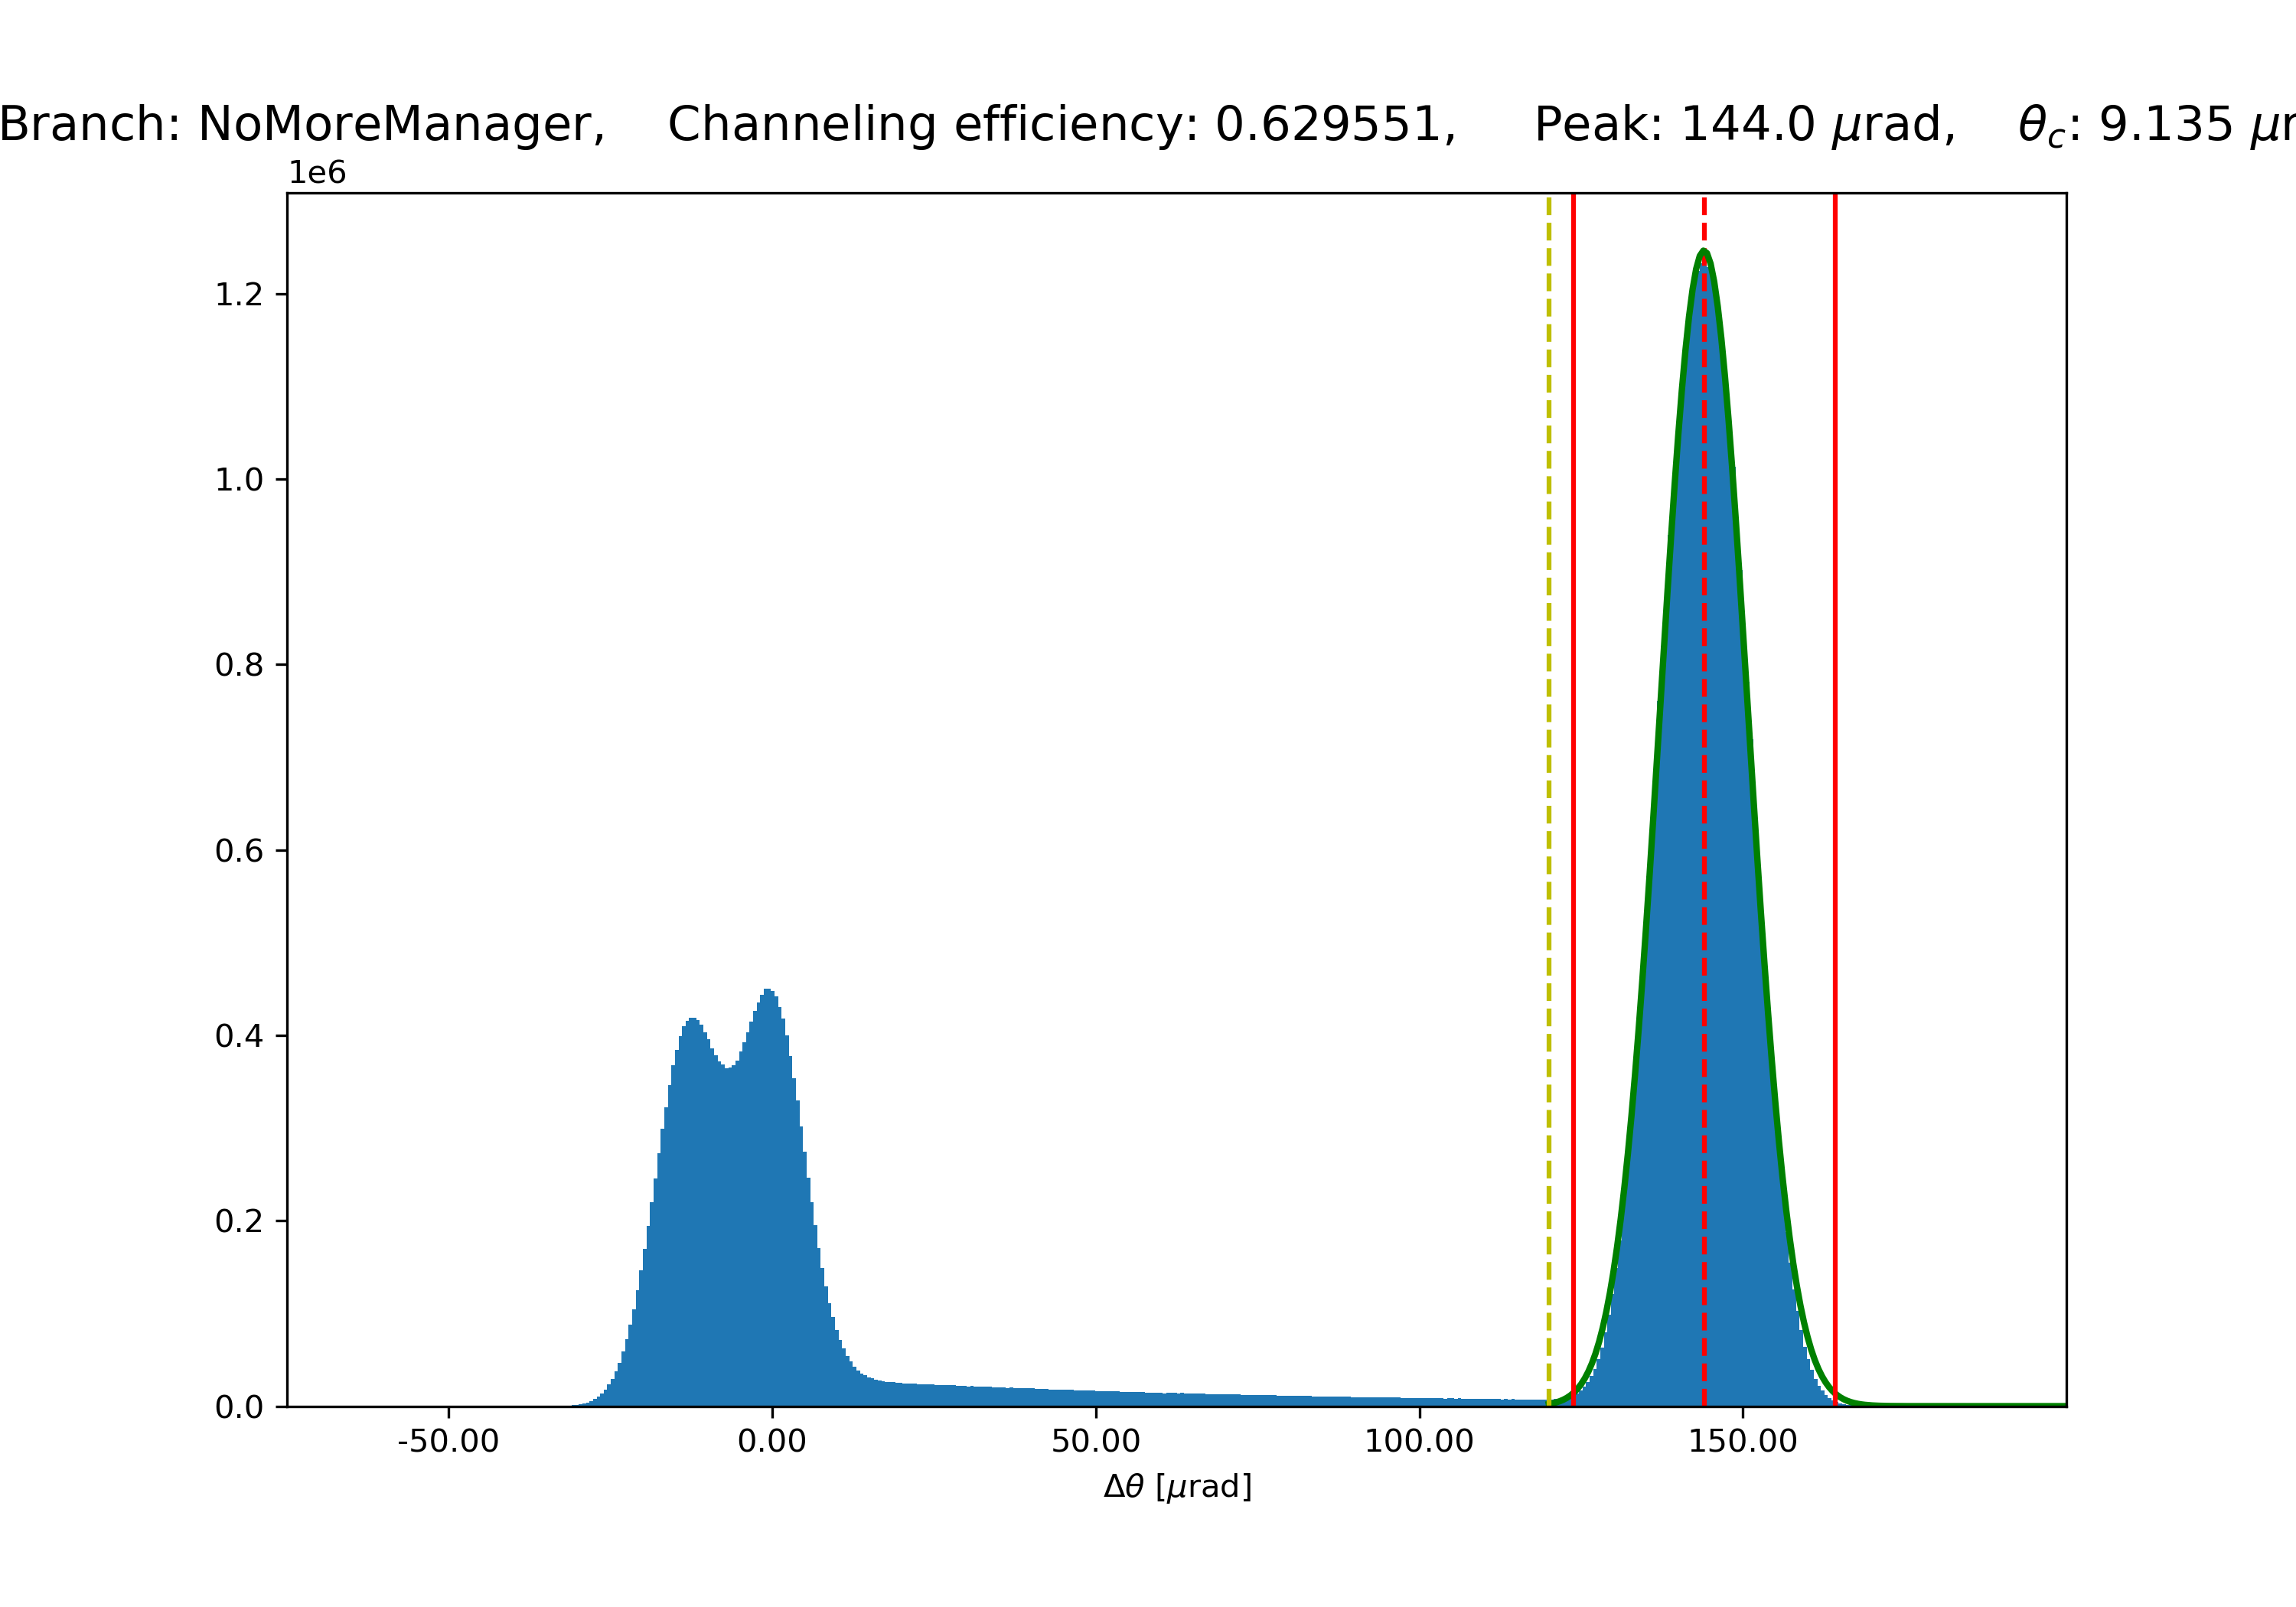 Branch: NoMoreManager, Channeling efficiency: 0.629551, Peak: 144.0 μrad, θc: 9.135 μr
1e6
1.2
1.0
0.8
0.6
0.4
0.2
0.0
-50.00 0.00 50.00 100.00 150.00
Δθ [μrad]